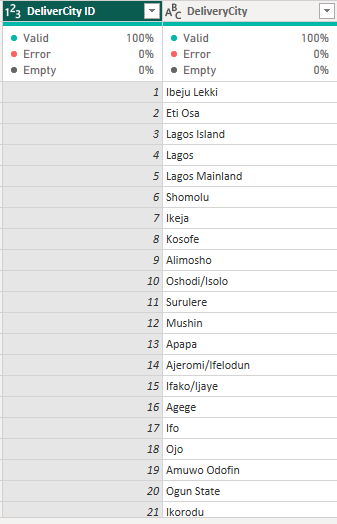 123 DeliverCity ID ABC DeliveryCity
Valid 100% Valid 100%
Error 0% Error 0%
Empty 0% Empty 0%
1 Ibeju Lekki
2 Eti Osa
3 Lagos Island
4 Lagos
5 Lagos Mainland
6 Shomolu
7 Ikeja
8 Kosofe
9 Alimosho
10 Oshodi/Isolo
11 Surulere
12 Mushin
13 Apapa
14 Ajeromi/Ifelodun
15 Ifako/Ijaye
16 Agege
17 Ifo
18 Ojo
19 Amuwo Odofin
20 Ogun State
21 Ikorodu